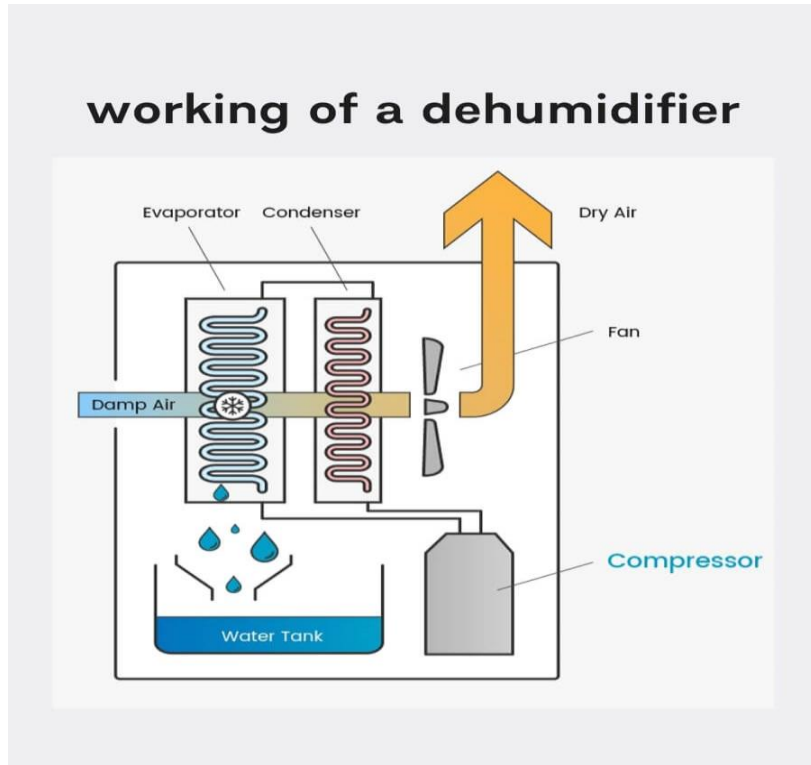 working of a dehumidifier
Evaporator Condenser Dry Air
Fan
Damp Air
Compressor
Water Tank